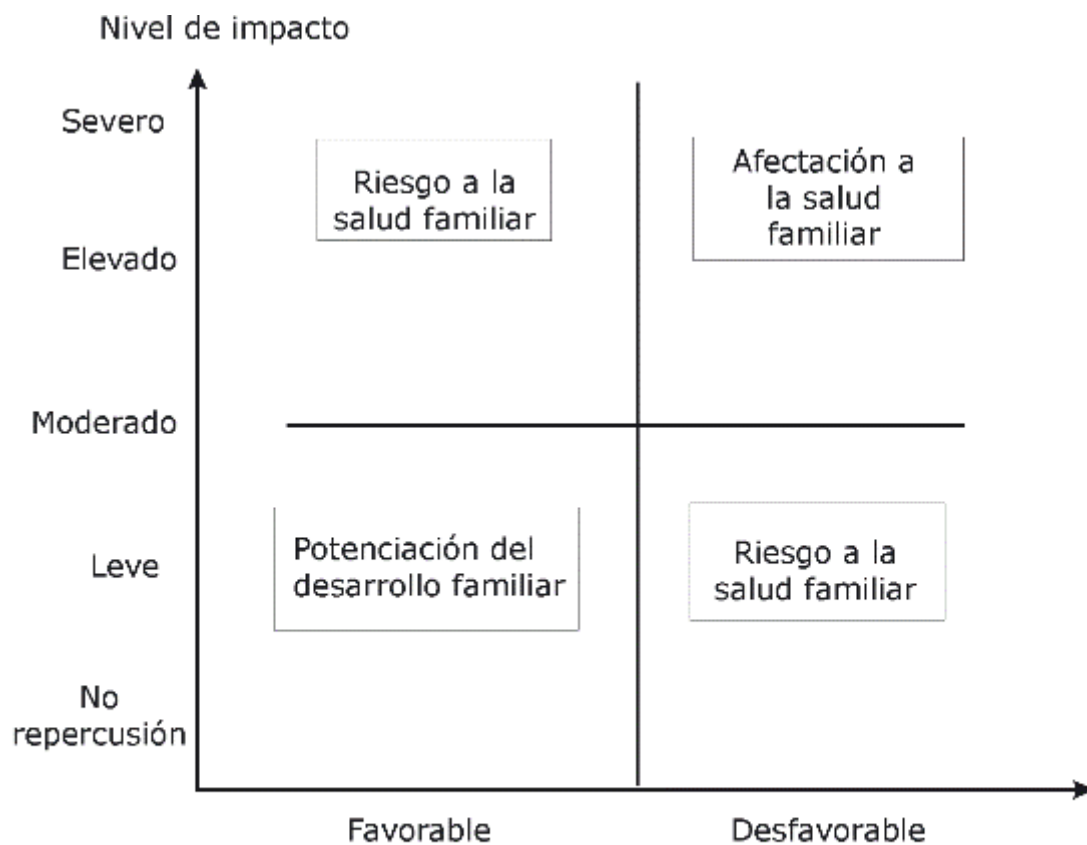 Nivel de impacto
Severo
Riesgo a la
salud familiar
Afectación a
la salud
familiar
Elevado
Moderado
Potenciación del
desarrollo familiar
Leve
Riesgo a la
salud familiar
No
repercusión
Favorable
Desfavorable